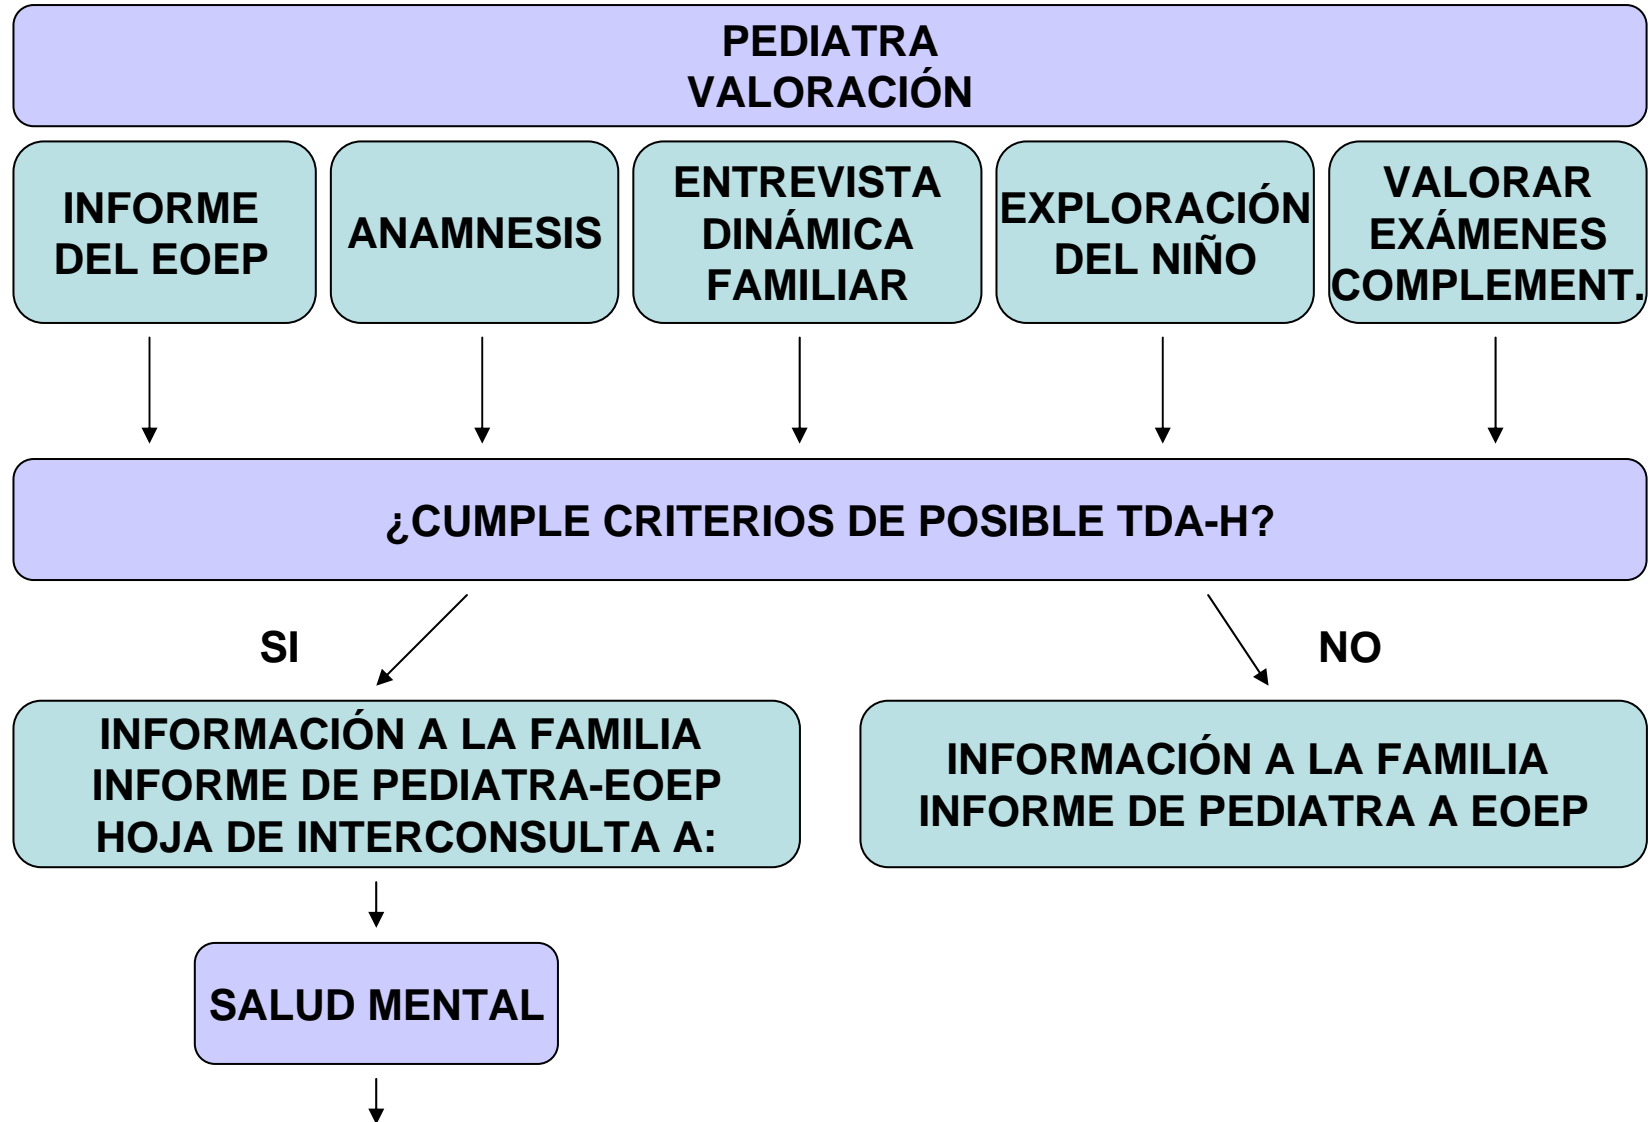 PEDIATRA
VALORACIÓN
INFORME
DEL EOEP
ANAMNESIS
ENTREVISTA
DINÁMICA
FAMILIAR
EXPLORACIÓN
DEL NIÑO
VALORAR
EXÁMENES
COMPLEMENT.
¿CUMPLE CRITERIOS DE POSIBLE TDA-H?
SI
NO
INFORMACIÓN A LA FAMILIA
INFORME DE PEDIATRA-EOEP
HOJA DE INTERCONSULTA A:
INFORMACIÓN A LA FAMILIA
INFORME DE PEDIATRA A EOEP
SALUD MENTAL